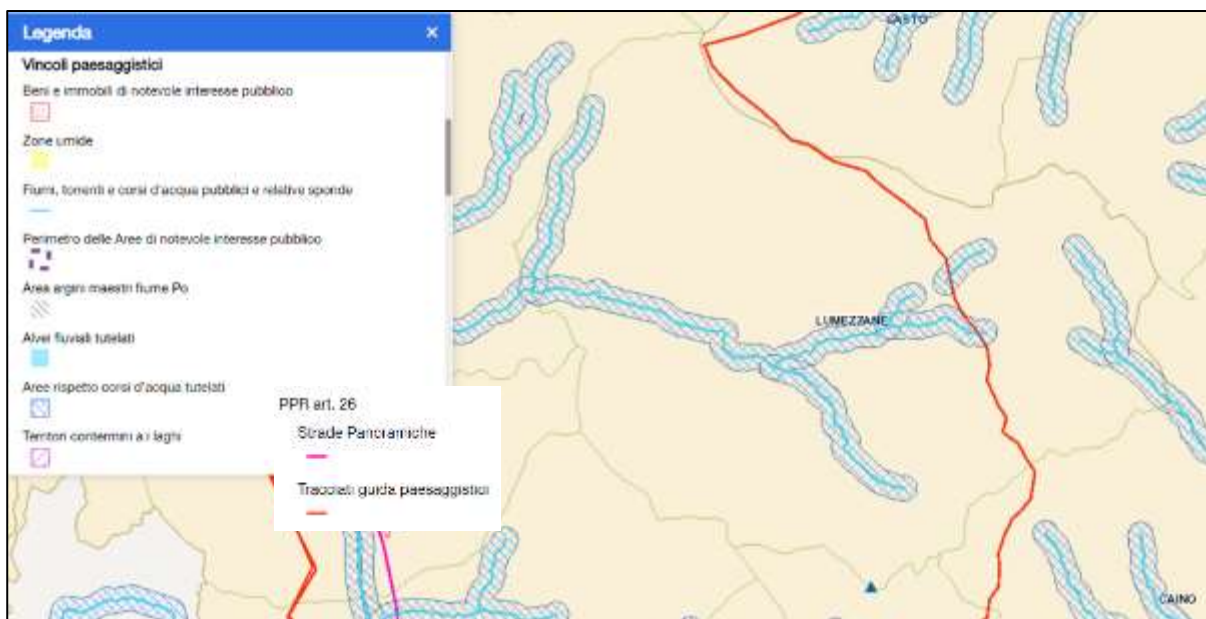 Legenda
×
Vincoli paesaggistici
Beni e immobili di notevole interesse pubblico
Zone umide
Fiumi, torrenti e corsi d'acqua pubblici e relative sponde
Perimetro delle Aree di notevole interesse pubblico
Area argini maestri fiume Po
Alvei fluviali tutelati
Aree rispetto corsi d'acqua tutelati
Territori contermini a i laghi
PPR art. 26
Strade Panoramiche
Tracciati guida paesaggistici
CASTO
LUMEZZANE
CAINO